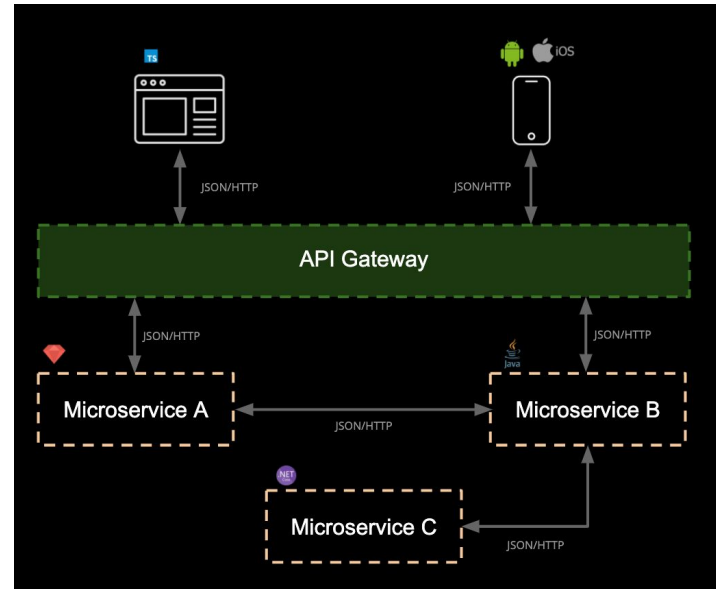 TS
iOS
JSON/HTTP
JSON/HTTP
API Gateway
JSON/HTTP
JSON/HTTP
Java
Microservice A
Microservice B
JSON/HTTP
.NET
Core
Microservice C
JSON/HTTP